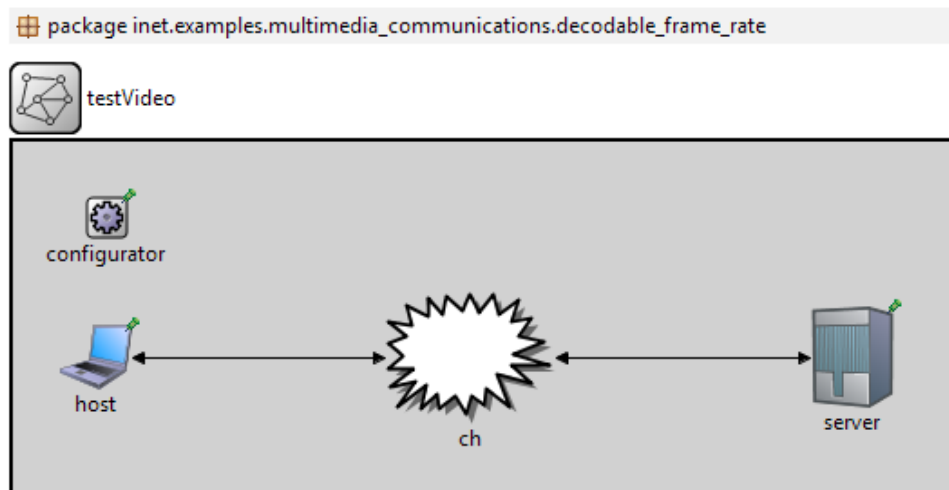 package inet.examples.multimedia_communications.decodable_frame_rate
testVideo
configurator
host
ch
server